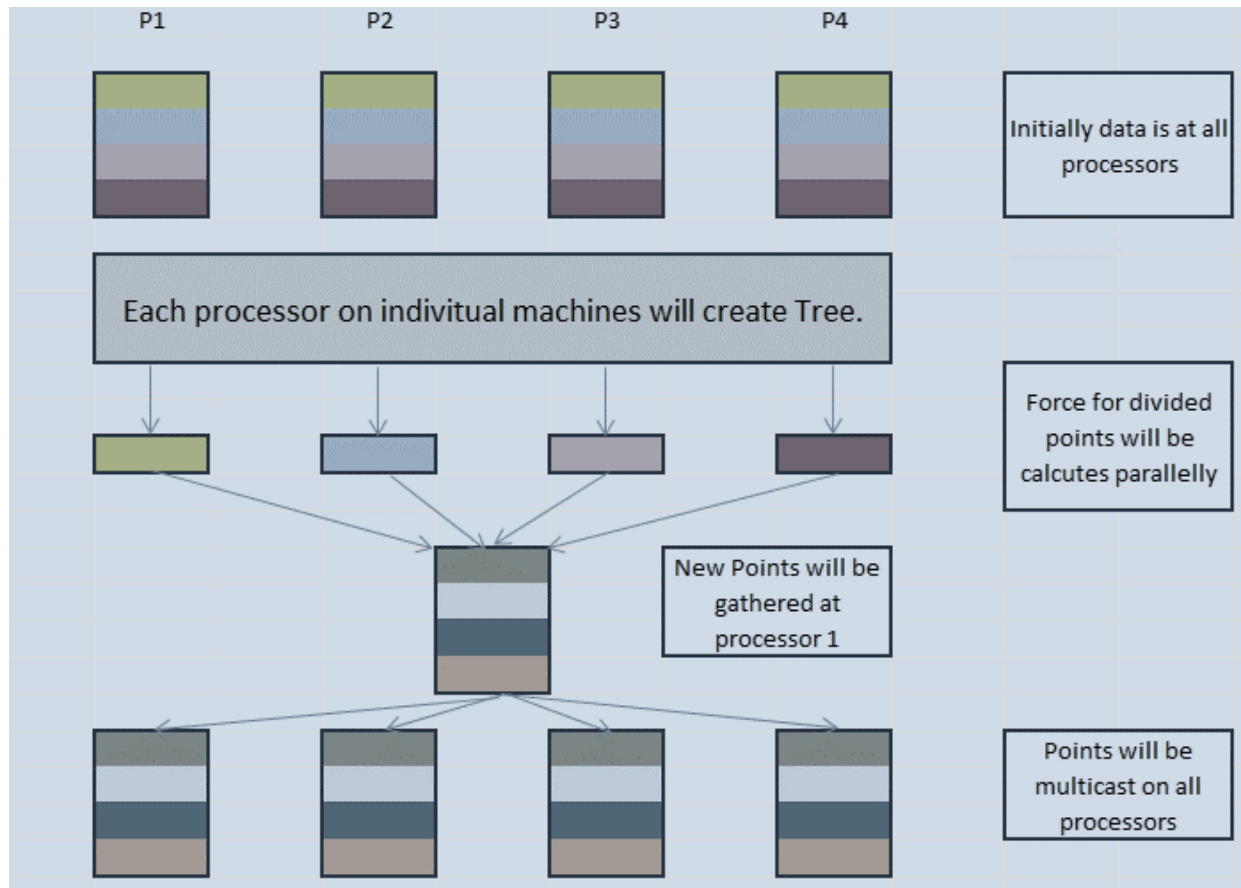 P1 P2 P3 P4
Initially data is at all
processors
Each processor on indivitual machines will create Tree.
Force for divided
points will be
calcutes parallelly
New Points will be
gathered at
processor 1
Points will be
multicast on all
processors